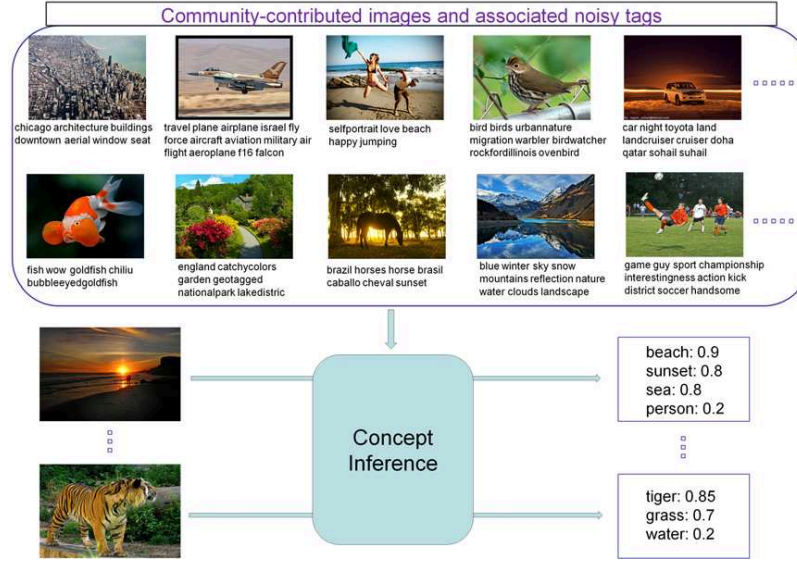 Community-contributed images and associated noisy tags
chicago architecture buildings
downtown aerial window seat
travel plane airplane israel fly
force aircraft aviation military air
flight aeroplane f16 falcon
selfportrait love beach
happy jumping
bird birds urbannature
migration warbler birdwatcher
rockfordillinois ovenbird
car night toyota land
landcruiser cruiser doha
qatar sohail suhail
fish wow goldfish chiliu
bubbleeyedgoldfish
england catchycolors
garden geotagged
nationalpark lakedistric
brazil horses horse brasil
caballo cheval sunset
blue winter sky snow
mountains reflection nature
water clouds landscape
game guy sport championship
interestingness action kick
district soccer handsome
Concept
Inference
beach: 0.9
sunset: 0.8
sea: 0.8
person: 0.2
tiger: 0.85
grass: 0.7
water: 0.2